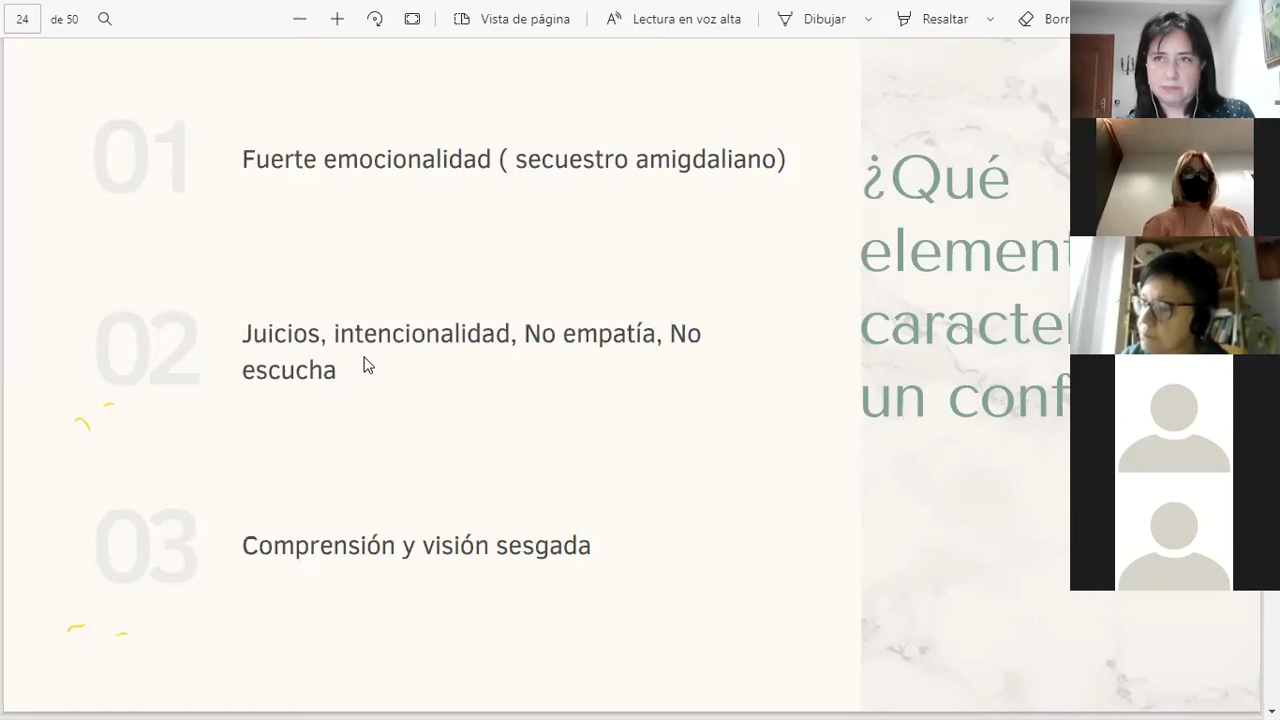 24
de 50
Vista de página
Lectura en voz alta
Dibujar
Resaltar
01
Fuerte emocionalidad ( secuestro amigdaliano)
02
Juicios, intencionalidad, No empatía, No
escucha
03
Comprensión y visión sesgada
¿Qué
un